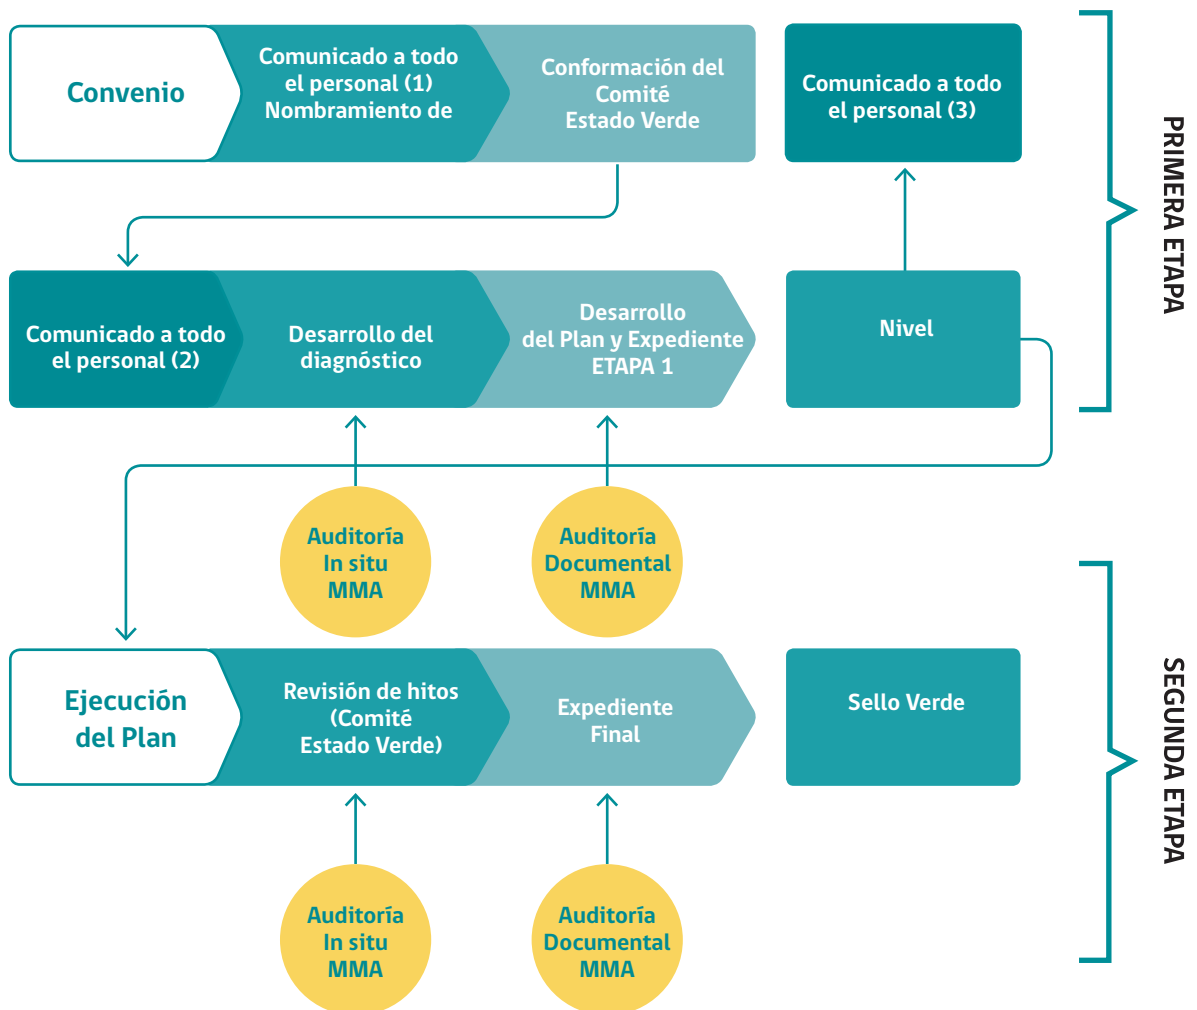 Convenio
Comunicado a todo
el personal (1)
Nombramiento de
Conformación del
Comité
Estado Verde
Comunicado a todo
el personal (3)
PRIMERA ETAPA
Comunicado a todo
el personal (2)
Desarrollo del
diagnóstico
Desarrollo
del Plan y Expediente
ETAPA 1
Nivel
Auditoría
In situ
MMA
Auditoría
Documental
MMA
Ejecución
del Plan
Revisión de hitos
(Comité
Estado Verde)
Expediente
Final
Sello Verde
SEGUNDA ETAPA
Auditoría
In situ
MMA
Auditoría
Documental
MMA